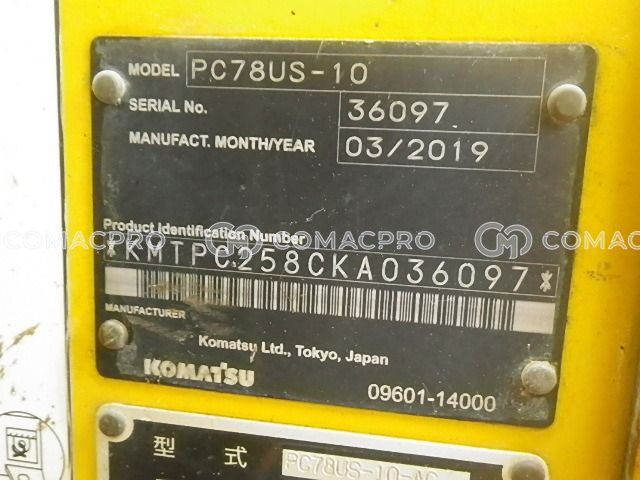 MODEL PC78US-10
SERIAL No. 36097
MANUFACT. MONTH/YEAR 03/2019
Product Identification Number
COMACPRO COMACPRO
*KMTPC258CKA036097*
MANUFACTURER
Komatsu Ltd., Tokyo, Japan
KOMATSU
09601-14000
型式 PC78US-10-AC